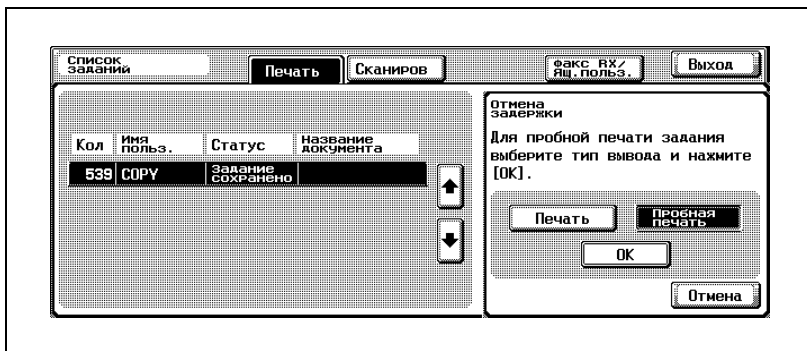 Список
заданий
Печать
Сканиров
Факс RX/
Ящ.польз.
Выход
Кол
Имя
польз.
Статус
Название
документа
539 COPY
Задание
сохранено
Отмена
задержки
Для пробной печати задания
выберите тип вывода и нажмите
[OK].
Печать
Пробная
печать
OK
Отмена